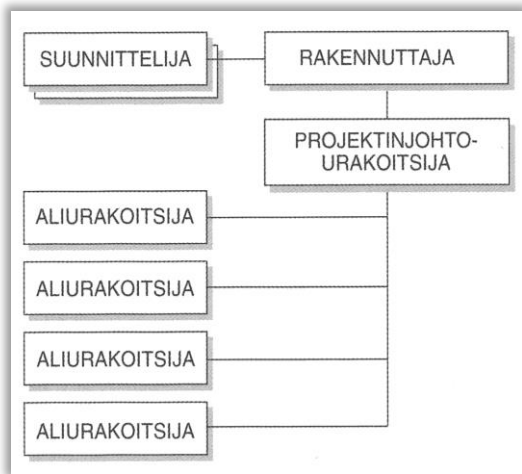 SUUNNITTELIJA
RAKENNUTTAJA
PROJEKTINJOHTO-
URAKOITSIJA
ALIURAKOITSIJA
ALIURAKOITSIJA
ALIURAKOITSIJA
ALIURAKOITSIJA